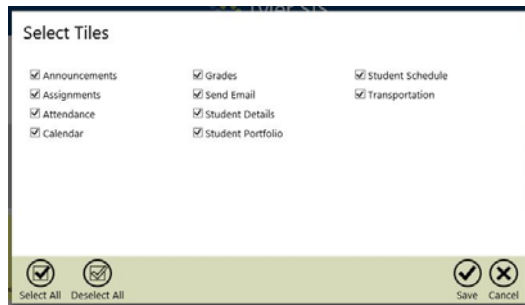 Select Tiles
Announcements
Assignments
Attendance
Calendar
Grades
Send Email
Student Details
Student Portfolio
Student Schedule
Transportation
Select All
Deselect All
Save
Cancel